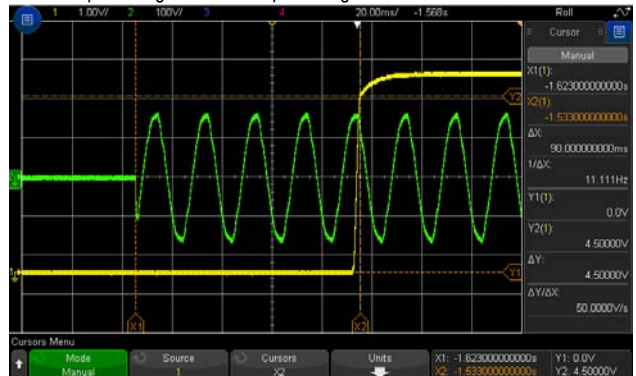 1 1.00V/ 2 100V/ 3 4 20.00ms/ -1.568s Roll
Cursor
Manual
X1(1):
-1.623000000000s
X2(1):
-1.533000000000s
ΔX:
90.000000000ms
1/ΔX:
11.111Hz
Y1(1):
0.0V
Y2(1):
4.50000V
ΔY:
4.50000V
ΔY/ΔX:
50.0000V/s
Y2
Y1
X1 X2
Cursors Menu
Mode Source Cursors Units X1: -1.623000000000s Y1: 0.0V
Manual 1 X2 X2: -1.533000000000s Y2: 4.50000V